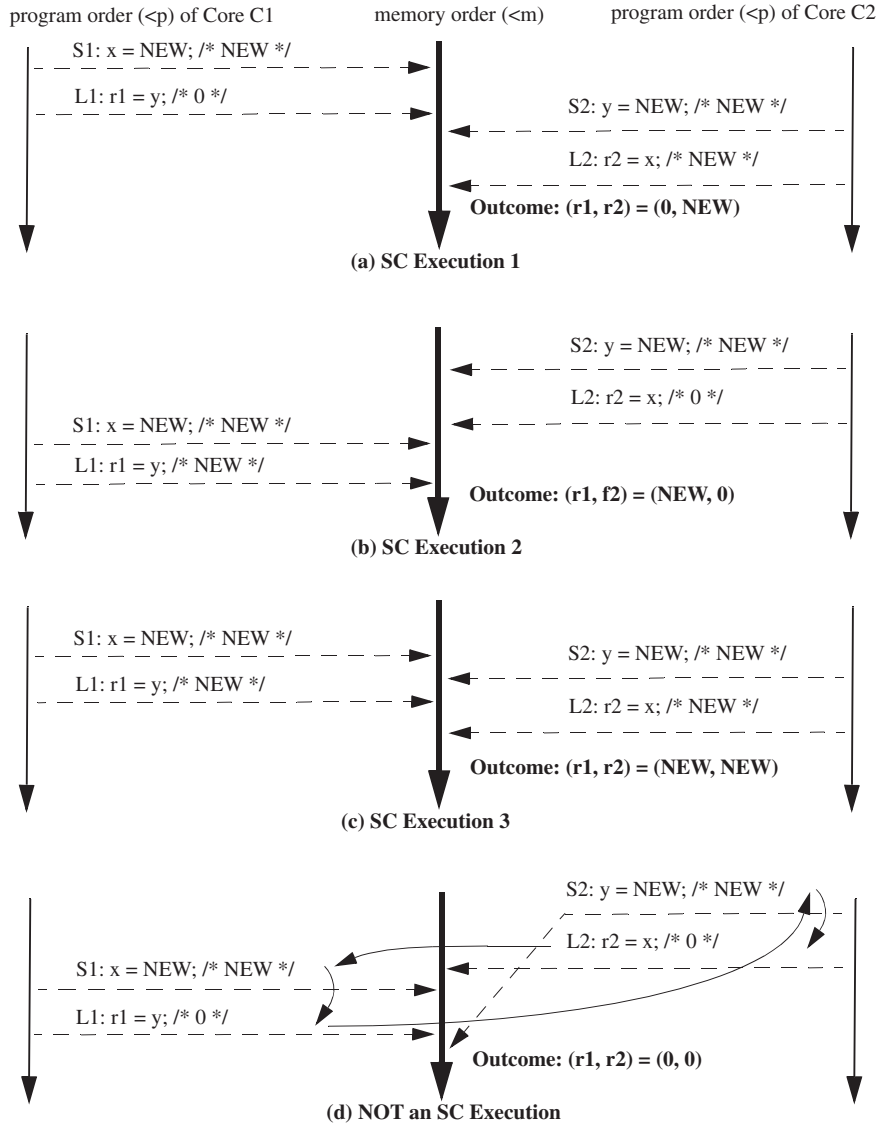 program order (<p) of Core C1 memory order (<m) program order (<p) of Core C2
S1: x = NEW; /* NEW */
L1: r1 = y; /* 0 */
S2: y = NEW; /* NEW */
L2: r2 = x; /* NEW */
Outcome: (r1, r2) = (0, NEW)
(a) SC Execution 1
S2: y = NEW; /* NEW */
L2: r2 = x; /* 0 */
S1: x = NEW; /* NEW */
L1: r1 = y; /* NEW */
Outcome: (r1, f2) = (NEW, 0)
(b) SC Execution 2
S1: x = NEW; /* NEW */
L1: r1 = y; /* NEW */
S2: y = NEW; /* NEW */
L2: r2 = x; /* NEW */
Outcome: (r1, r2) = (NEW, NEW)
(c) SC Execution 3
S2: y = NEW; /* NEW */
L2: r2 = x; /* 0 */
S1: x = NEW; /* NEW */
L1: r1 = y; /* 0 */
Outcome: (r1, r2) = (0, 0)
(d) NOT an SC Execution